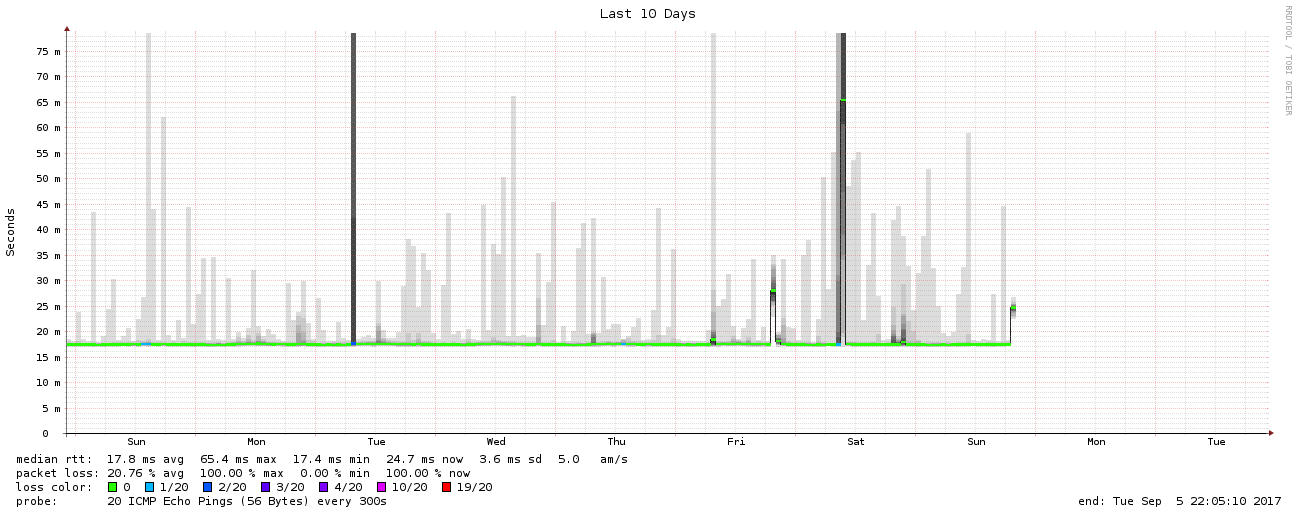 Last 10 Days
RRDTOOL / TOBI OETIKER
Seconds
75 m
70 m
65 m
60 m
55 m
50 m
45 m
40 m
35 m
30 m
25 m
20 m
15 m
10 m
5 m
0
Sun Mon Tue Wed Thu Fri Sat Sun Mon Tue
median rtt: 17.8 ms avg 65.4 ms max 17.4 ms min 24.7 ms now 3.6 ms sd 5.0 am/s
packet loss: 20.76 % avg 100.00 % max 0.00 % min 100.00 % now
loss color: 0 1/20 2/20 3/20 4/20 10/20 19/20
probe: 20 ICMP Echo Pings (56 Bytes) every 300s end: Tue Sep 5 22:05:10 2017